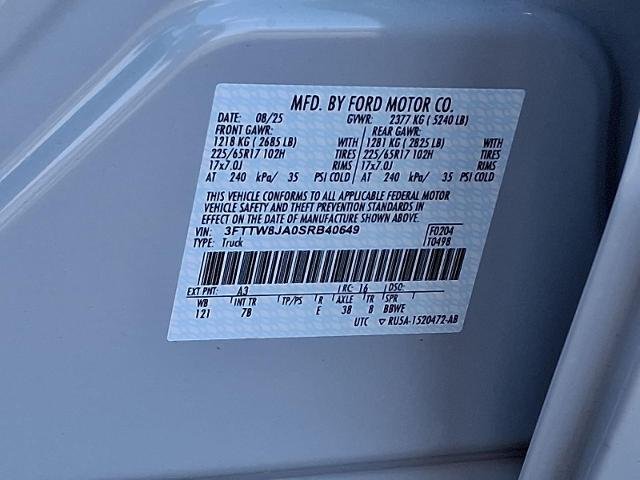 MFD. BY FORD MOTOR CO.
DATE: 08/25 GVWR: 2377 KG ( 5240 LB)
FRONT GAWR: REAR GAWR:
1218 KG ( 2685 LB) WITH 1281 KG ( 2825 LB) WITH
225/65R17 102H TIRES 225/65R17 102H TIRES
17x7.0J RIMS 17x7.0J RIMS
AT 240 kPa/ 35 PSI COLD AT 240 kPa/ 35 PSI COLD
THIS VEHICLE CONFORMS TO ALL APPLICABLE FEDERAL MOTOR
VEHICLE SAFETY AND THEFT PREVENTION STANDARDS IN
EFFECT ON THE DATE OF MANUFACTURE SHOWN ABOVE.
VIN: 3FTTW8JA0SRB40649 F0204
TYPE: Truck T0498
EXT PNT: A3 RC: 16 DSO:
WB INT TR TP/PS R AXLE TR SPR
121 7B E 38 8 BBWE
UTC ▽ RUSA-1520472-AB